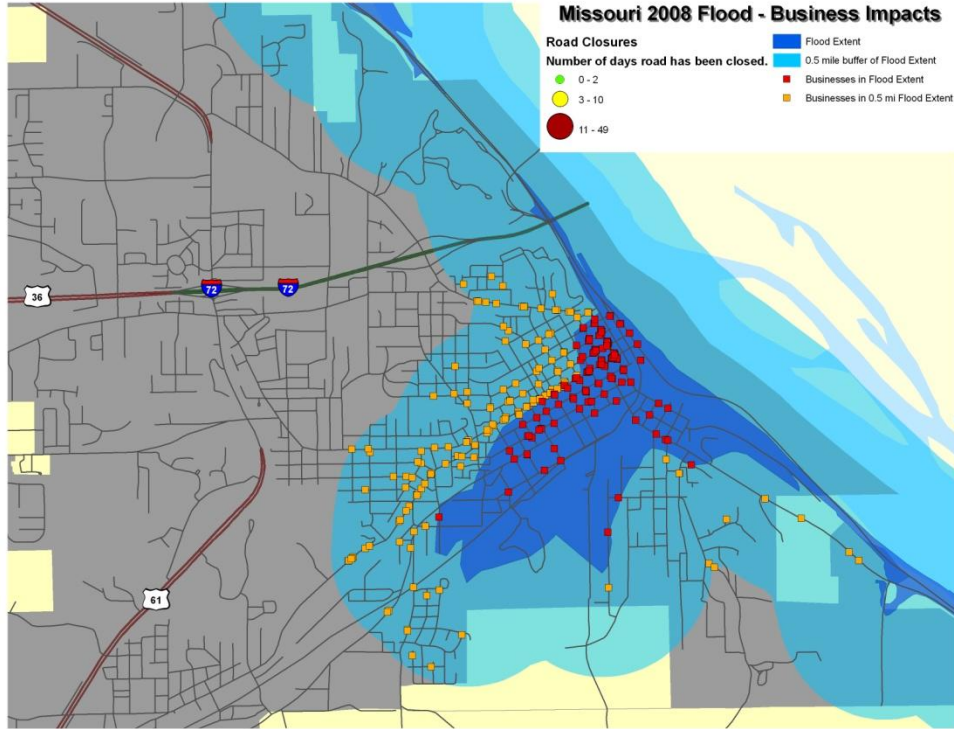 Missouri 2008 Flood - Business Impacts
Road Closures
Number of days road has been closed.
0 - 2
3 - 10
11 - 49
Flood Extent
0.5 mile buffer of Flood Extent
Businesses in Flood Extent
Businesses in 0.5 mi Flood Extent
36
72
72
61